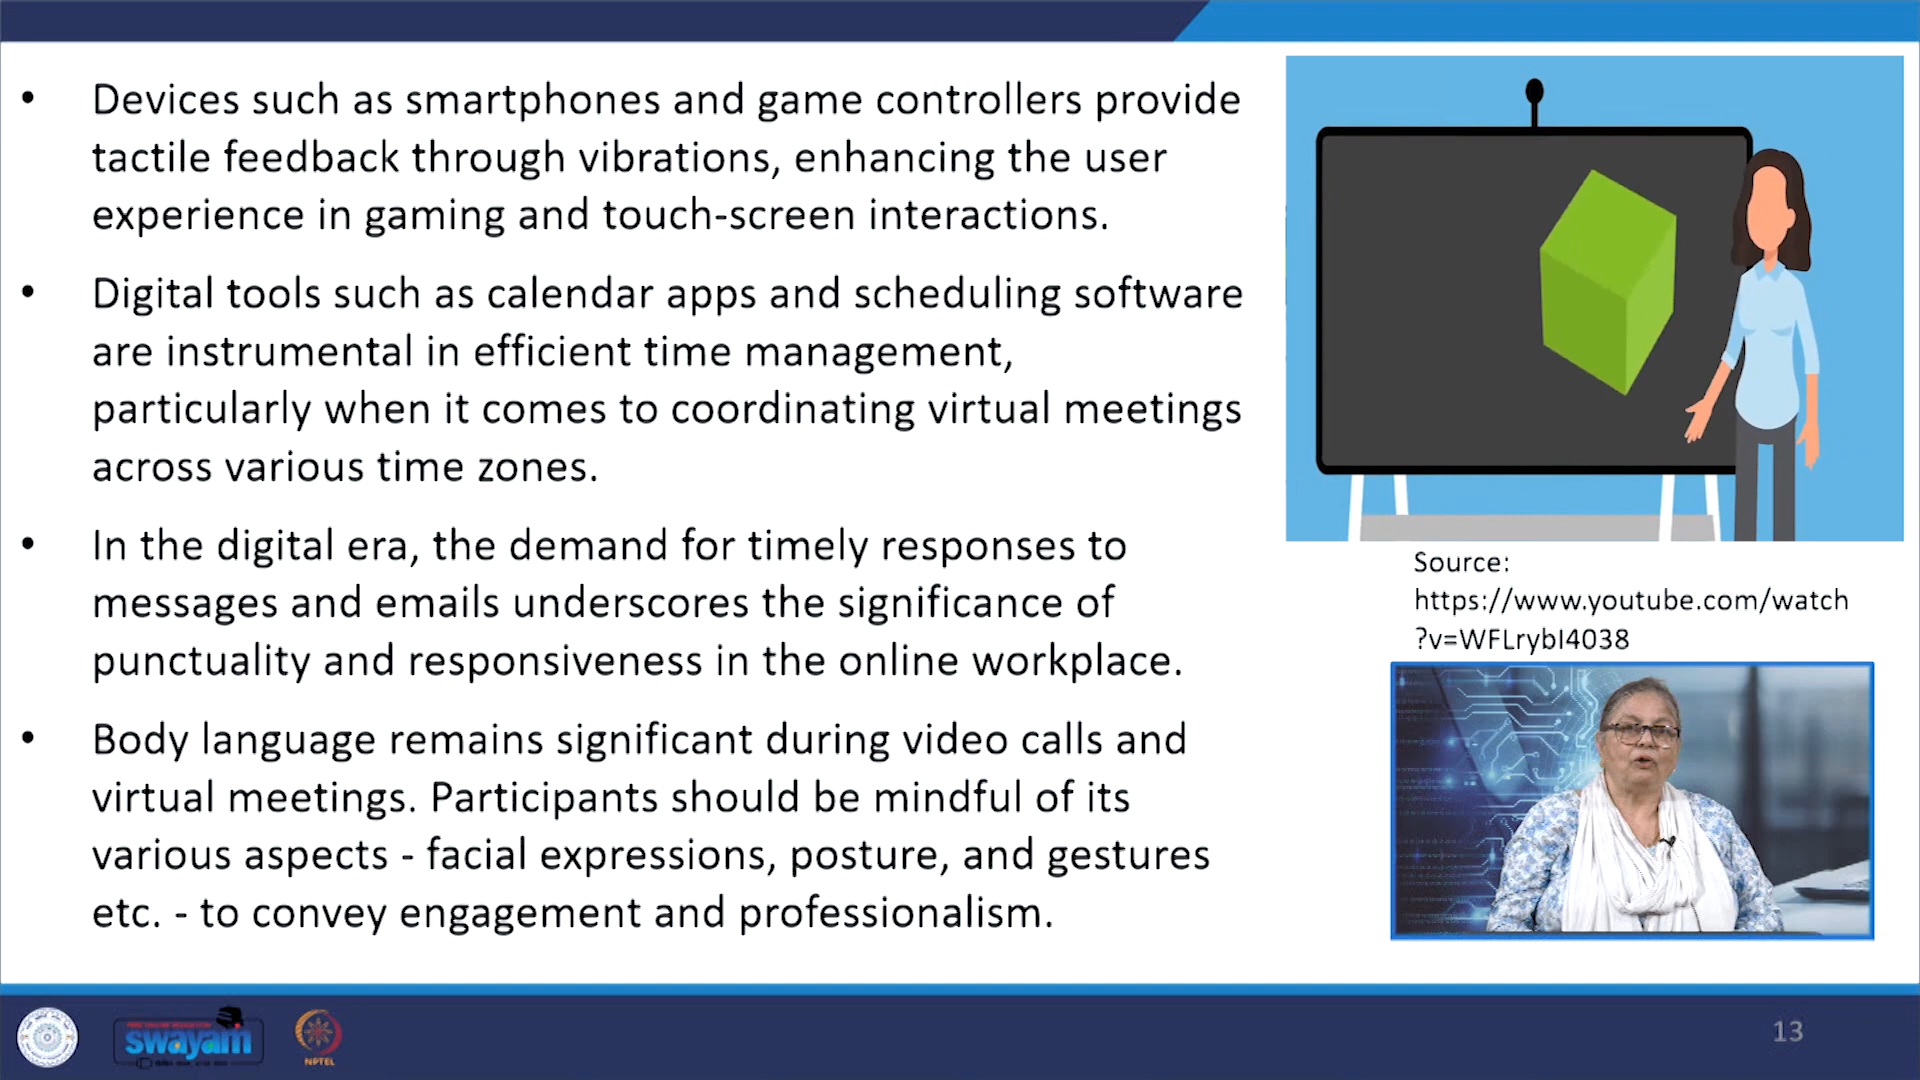 • Devices such as smartphones and game controllers provide
tactile feedback through vibrations, enhancing the user
experience in gaming and touch-screen interactions.
• Digital tools such as calendar apps and scheduling software
are instrumental in efficient time management,
particularly when it comes to coordinating virtual meetings
across various time zones.
• In the digital era, the demand for timely responses to
messages and emails underscores the significance of
punctuality and responsiveness in the online workplace.
• Body language remains significant during video calls and
virtual meetings. Participants should be mindful of its
various aspects - facial expressions, posture, and gestures
etc. - to convey engagement and professionalism.
Source:
https://www.youtube.com/watch
?v=WFLrybI4038
swayam
NPTEL
13